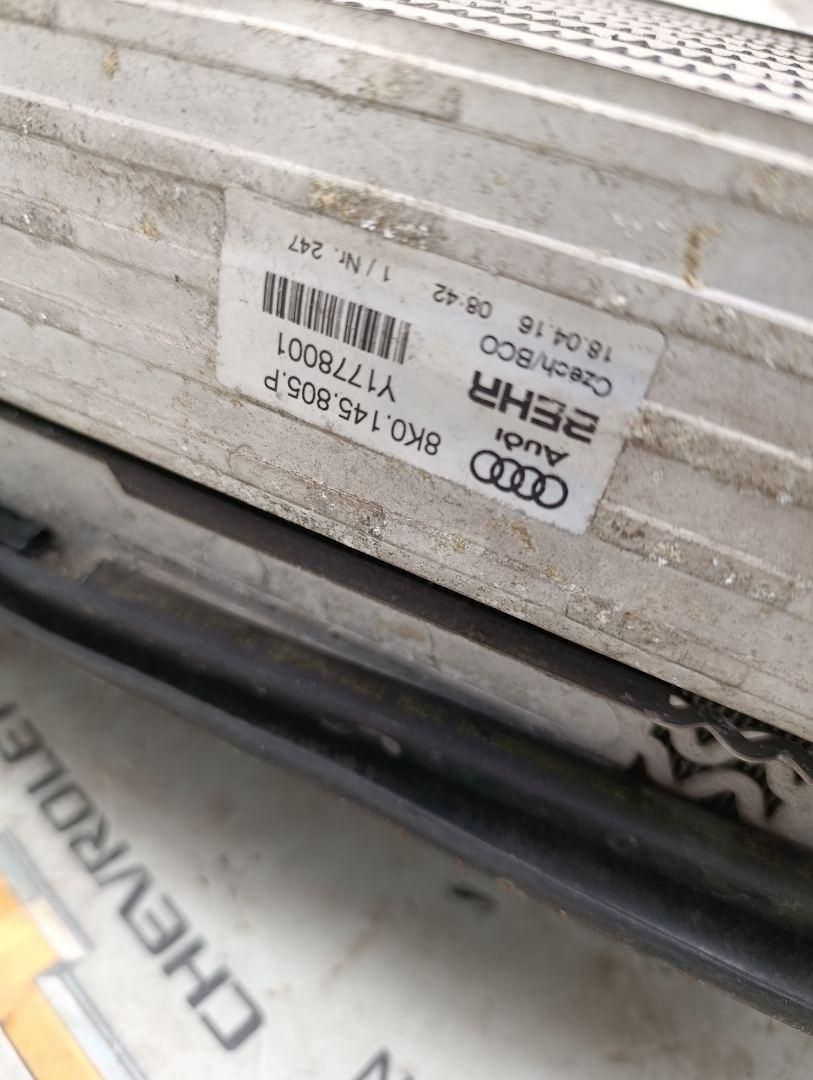 Audi
BEHR
8K0.145.805.P
Y1778001
Czech/BCO
18.04.16 08:42 1 / Nr. 247
CHEVROLET